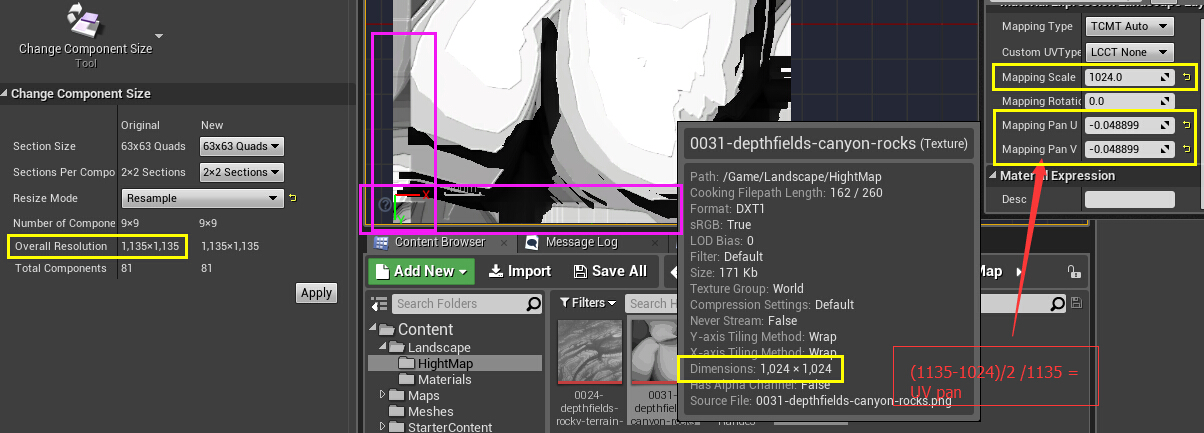 Change Component Size
Tool
Change Component Size
Original New
Section Size 63x63 Quads 63x63 Quads
Sections Per Compo 2×2 Sections 2×2 Sections
Resize Mode Resample
Number of Compone 9×9 9×9
Overall Resolution 1,135×1,135 1,135×1,135
Total Components 81 81
Apply
X
Mapping Type TCMT Auto
Custom UVType LCCT None
Mapping Scale 1024.0
Mapping Rotatio 0.0
Mapping Pan U -0.048899
Mapping Pan V -0.048899
Material Expression
Desc
0031-depthfields-canyon-rocks (Texture)
Path: /Game/Landscape/HightMap
Cooking Filepath Length: 162 / 260
Format: DXT1
sRGB: True
LOD Bias: 0
Filter: Default
Size: 171 Kb
Texture Group: World
Compression Settings: Default
Never Stream: False
Y-axis Tiling Method: Wrap
X-axis Tiling Method: Wrap
Dimensions: 1,024 × 1,024
Has Alpha Channel: False
Source File: 0031-depthfields-canyon-rocks.png
(1135-1024)/2 /1135 =
UV pan
Content Browser Message Log
Add New Import Save All Map
Search Folders Filters Search H
Content
Landscape
HightMap
Materials
Maps
Meshes
StarterContent
0024-
depthfields-
rocky-terrain-
0031-
depthfields-
canyon-rocks